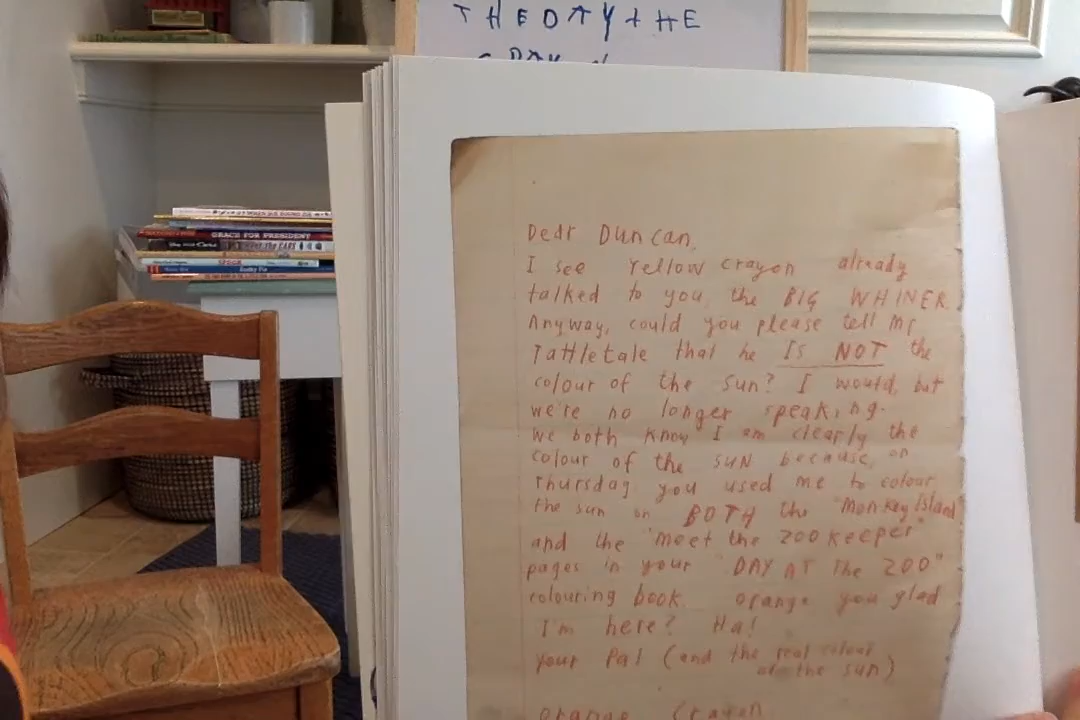 THE DAY THE
GRACE FOR PRESIDENT
Dear Duncan,
I see Yellow crayon already
talked to you, the BIG WHINER.
Anyway, could you please tell Mr
Tattletale that he IS NOT the
colour of the sun? I would, but
we're no longer speaking.
We both know I am clearly the
colour of the sun because, on
Thursday, you used me to colour
the sun on BOTH the "Monkey Island"
and the "meet the zookeeper"
pages in your "DAY AT the ZOO"
colouring book. orange you glad
I'm here? Ha!
Your Pal (and the real colour
of the sun)
orange crayon